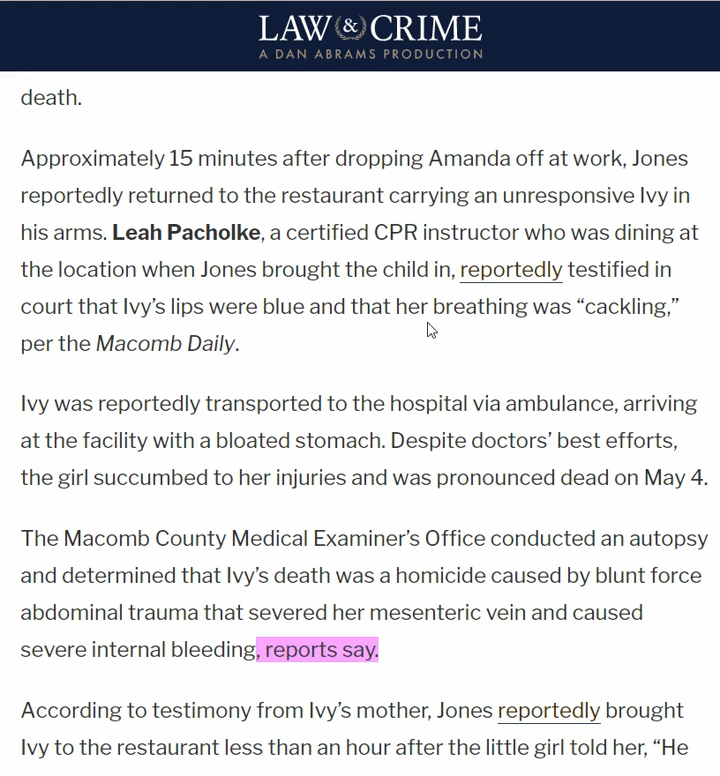 LAW & CRIME
A DAN ABRAMS PRODUCTION
death.
Approximately 15 minutes after dropping Amanda off at work, Jones
reportedly returned to the restaurant carrying an unresponsive Ivy in
his arms. Leah Pacholke, a certified CPR instructor who was dining at
the location when Jones brought the child in, reportedly testified in
court that Ivy’s lips were blue and that her breathing was “cackling,”
per the Macomb Daily.
Ivy was reportedly transported to the hospital via ambulance, arriving
at the facility with a bloated stomach. Despite doctors’ best efforts,
the girl succumbed to her injuries and was pronounced dead on May 4.
The Macomb County Medical Examiner’s Office conducted an autopsy
and determined that Ivy’s death was a homicide caused by blunt force
abdominal trauma that severed her mesenteric vein and caused
severe internal bleeding, reports say.
According to testimony from Ivy’s mother, Jones reportedly brought
Ivy to the restaurant less than an hour after the little girl told her, “He